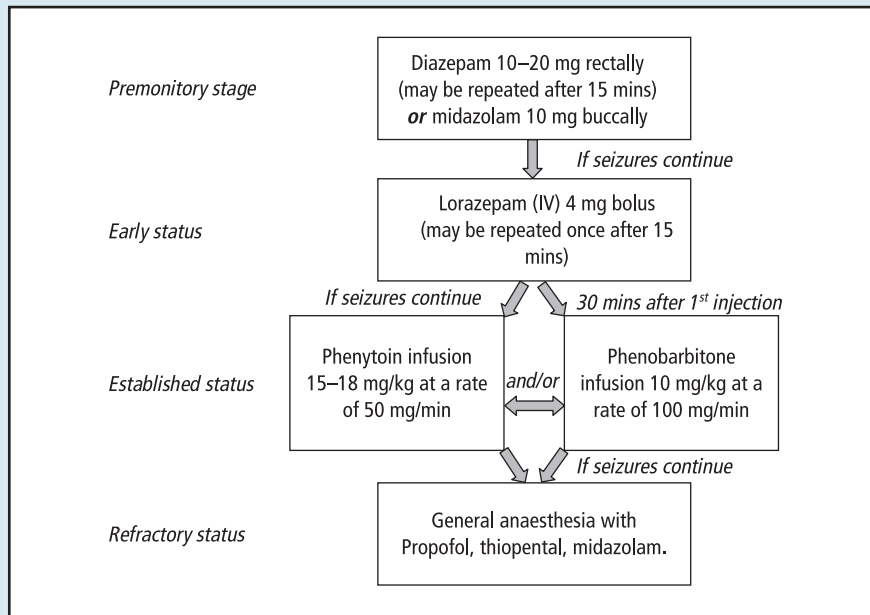 Premonitory stage
Diazepam 10–20 mg rectally
(may be repeated after 15 mins)
or midazolam 10 mg buccally
If seizures continue
Early status
Lorazepam (IV) 4 mg bolus
(may be repeated once after 15
mins)
If seizures continue
30 mins after 1st injection
Established status
Phenytoin infusion
15–18 mg/kg at a rate
of 50 mg/min
and/or
Phenobarbitone
infusion 10 mg/kg at a
rate of 100 mg/min
If seizures continue
Refractory status
General anaesthesia with
Propofol, thiopental, midazolam.